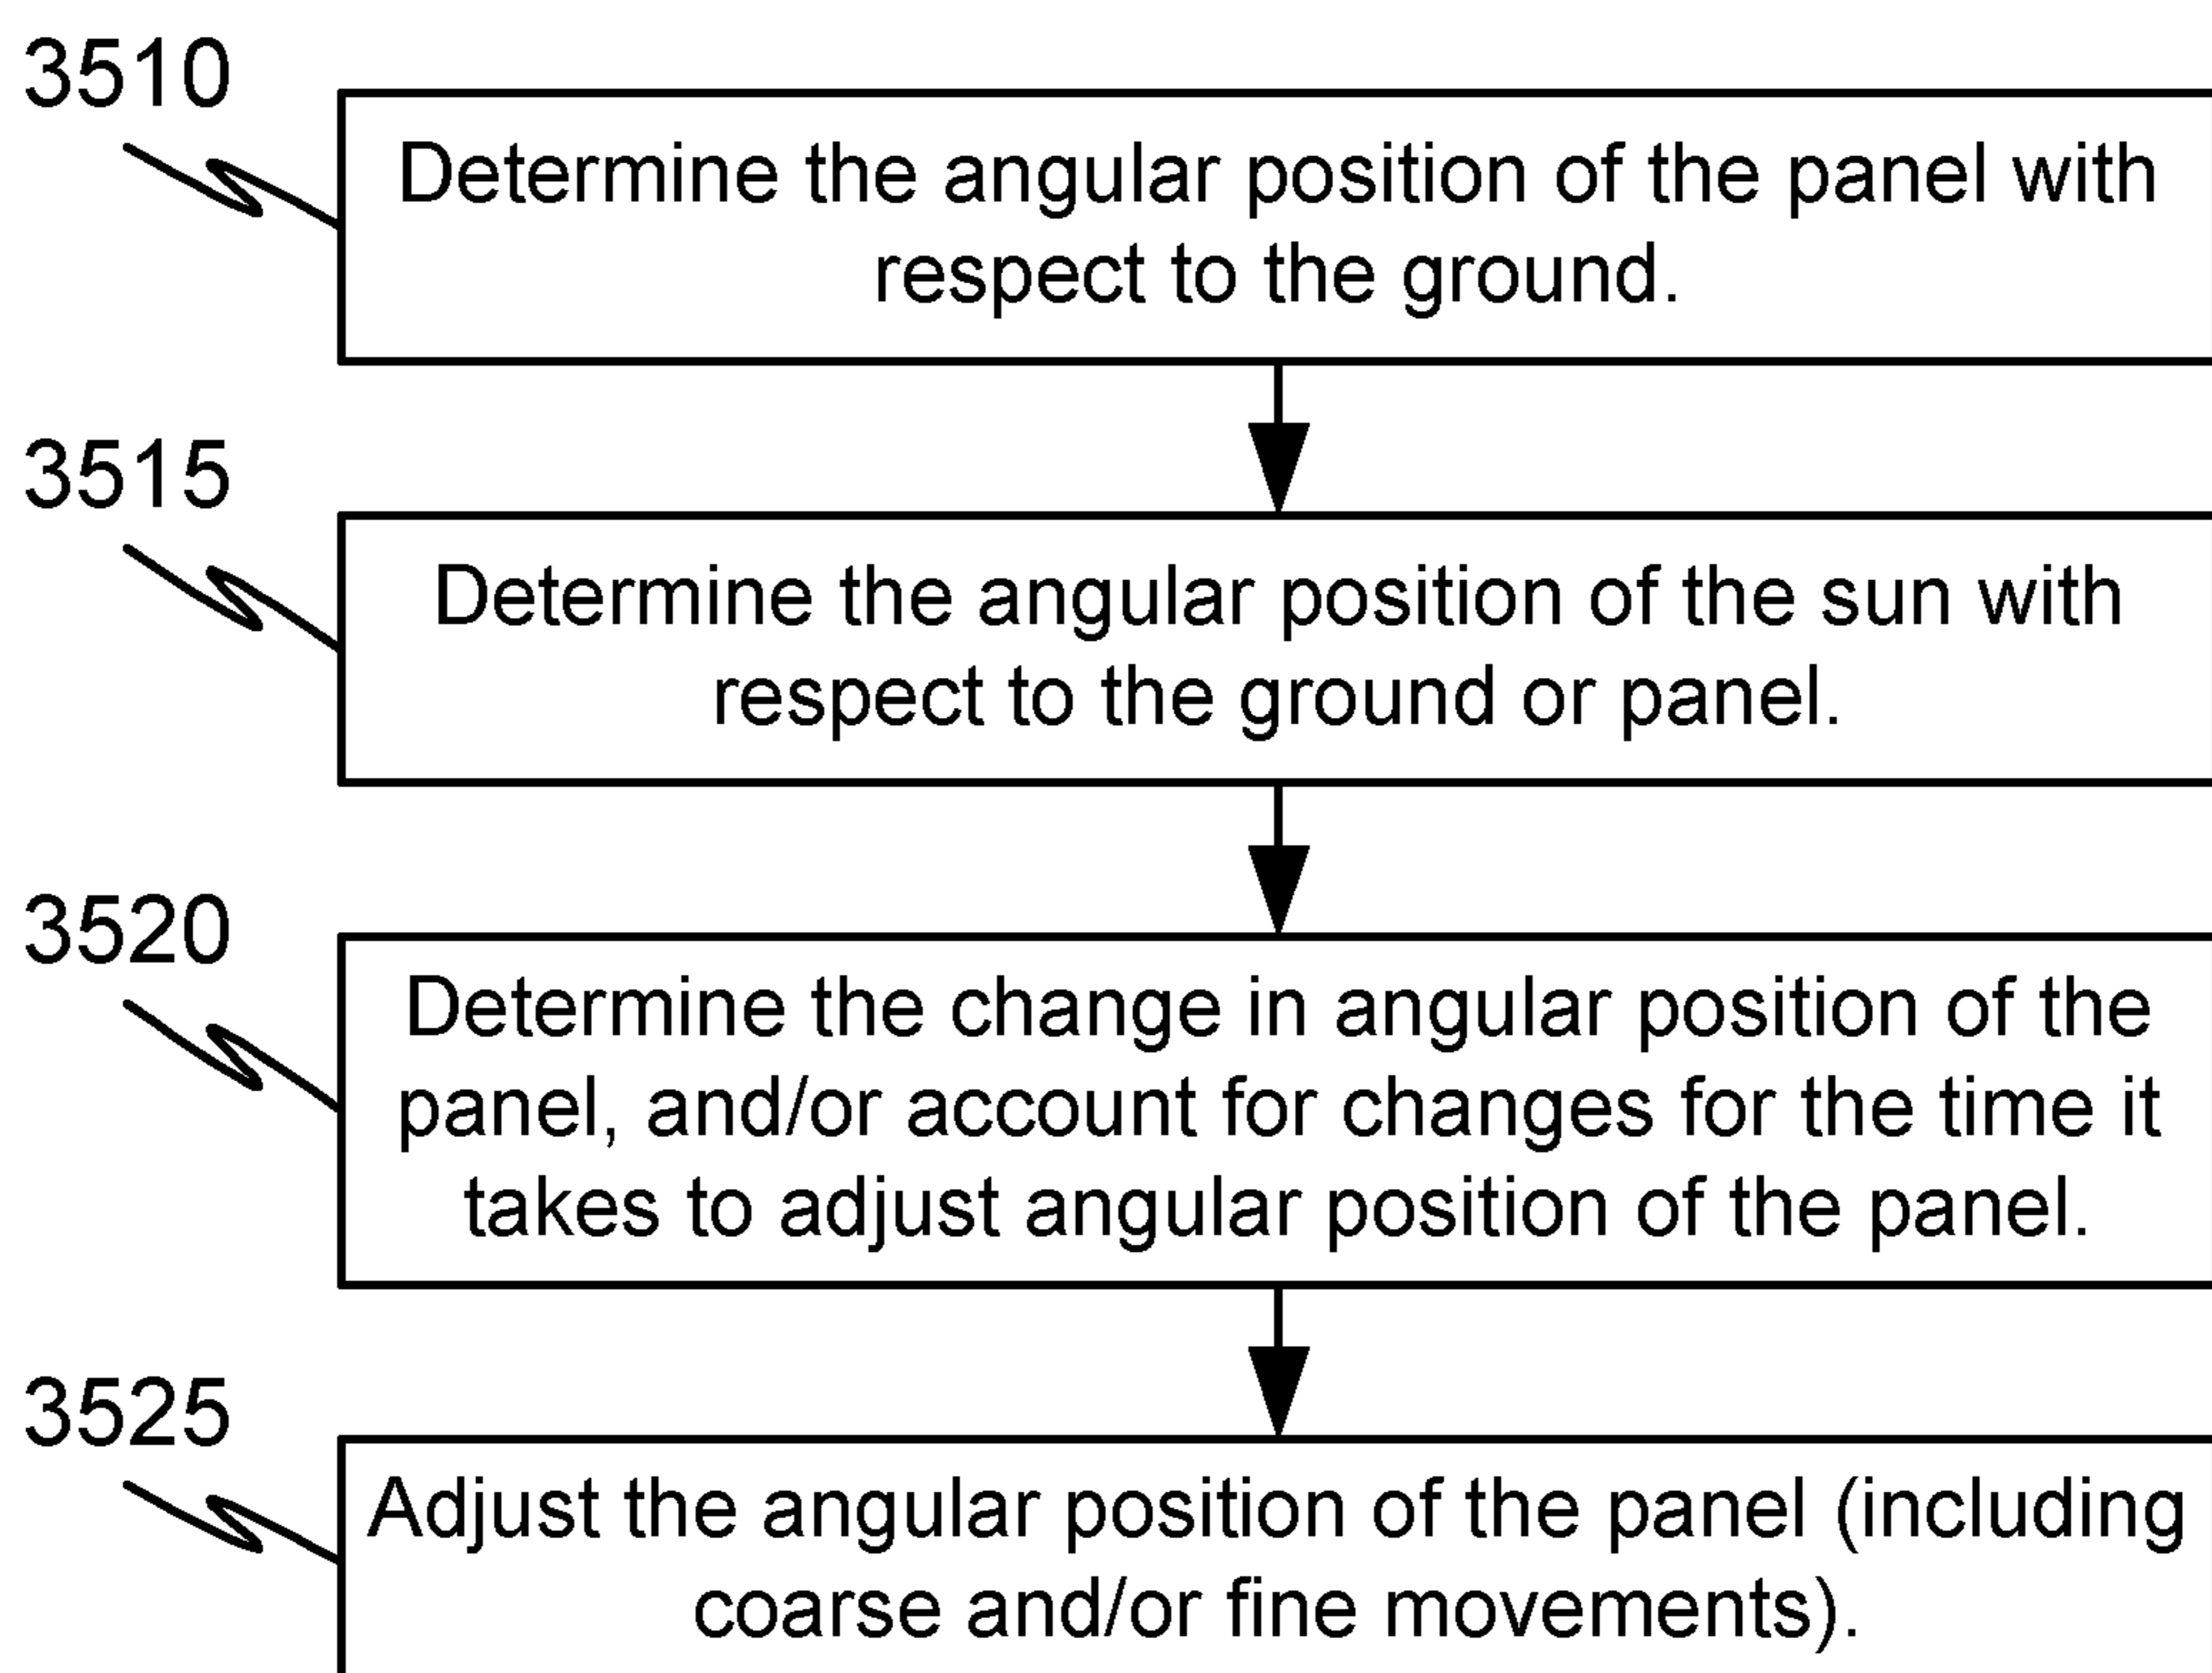 3510
Determine the angular position of the panel with
respect to the ground.
3515
Determine the angular position of the sun with
respect to the ground or panel.
3520
Determine the change in angular position of the
panel, and/or account for changes for the time it
takes to adjust angular position of the panel.
3525
Adjust the angular position of the panel (including
coarse and/or fine movements).